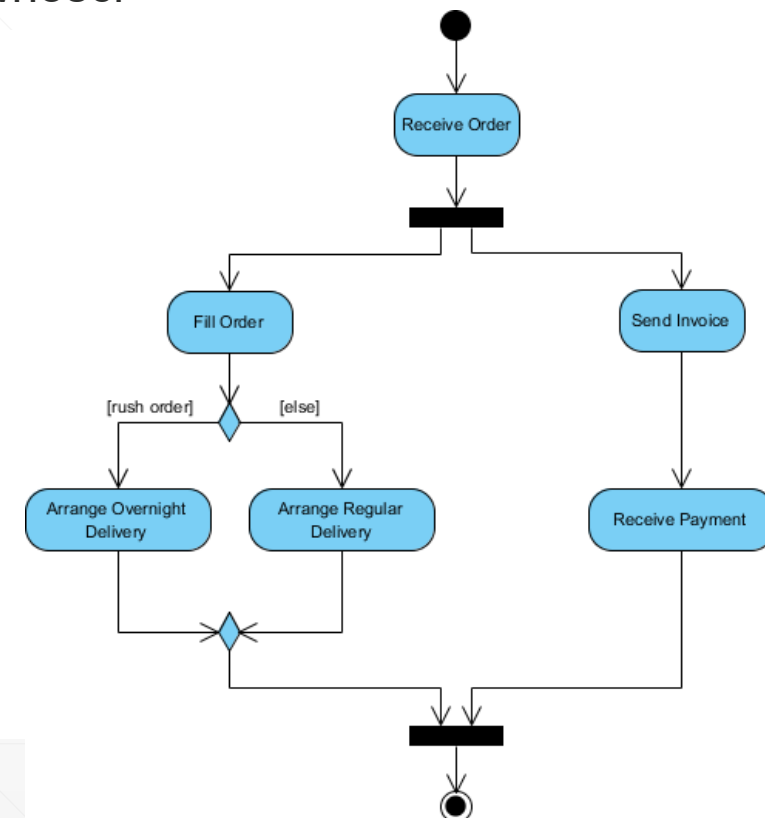 Receive Order
Fill Order
Send Invoice
[rush order]
[else]
Arrange Overnight
Delivery
Arrange Regular
Delivery
Receive Payment